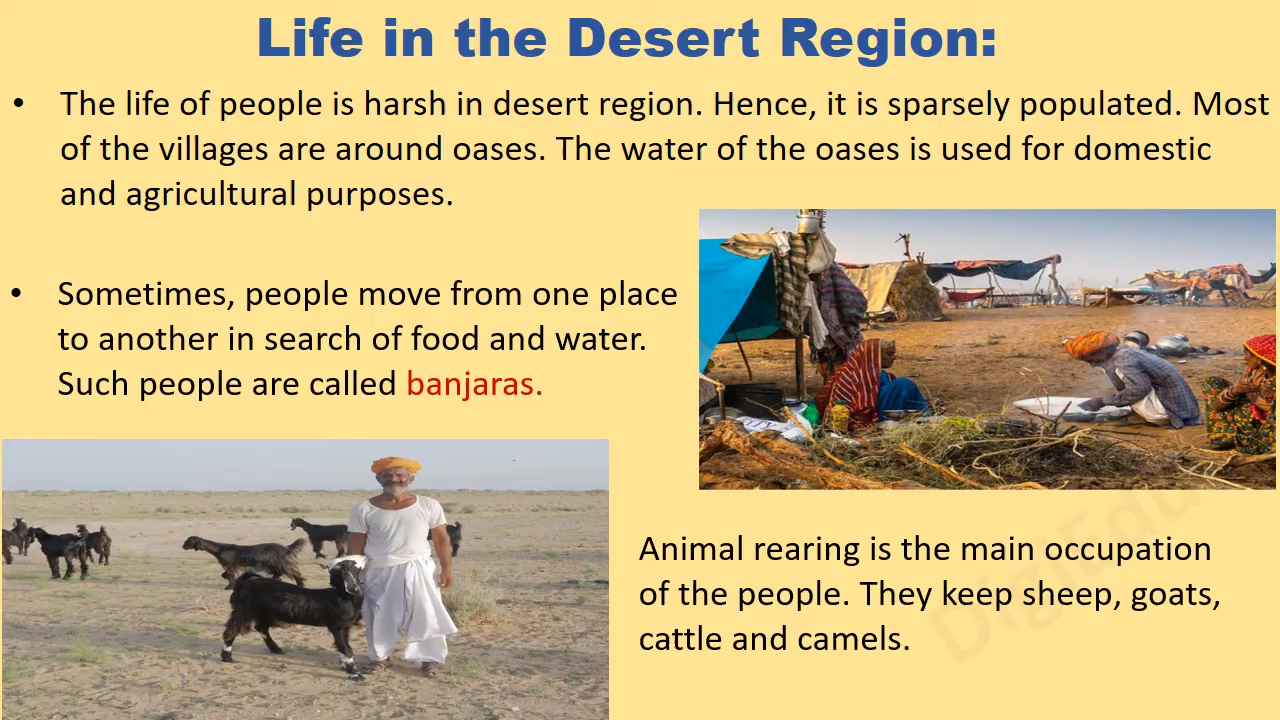 Life in the Desert Region:
• The life of people is harsh in desert region. Hence, it is sparsely populated. Most
of the villages are around oases. The water of the oases is used for domestic
and agricultural purposes.
• Sometimes, people move from one place
to another in search of food and water.
Such people are called banjaras.
Animal rearing is the main occupation
of the people. They keep sheep, goats,
cattle and camels.
DigiEdu